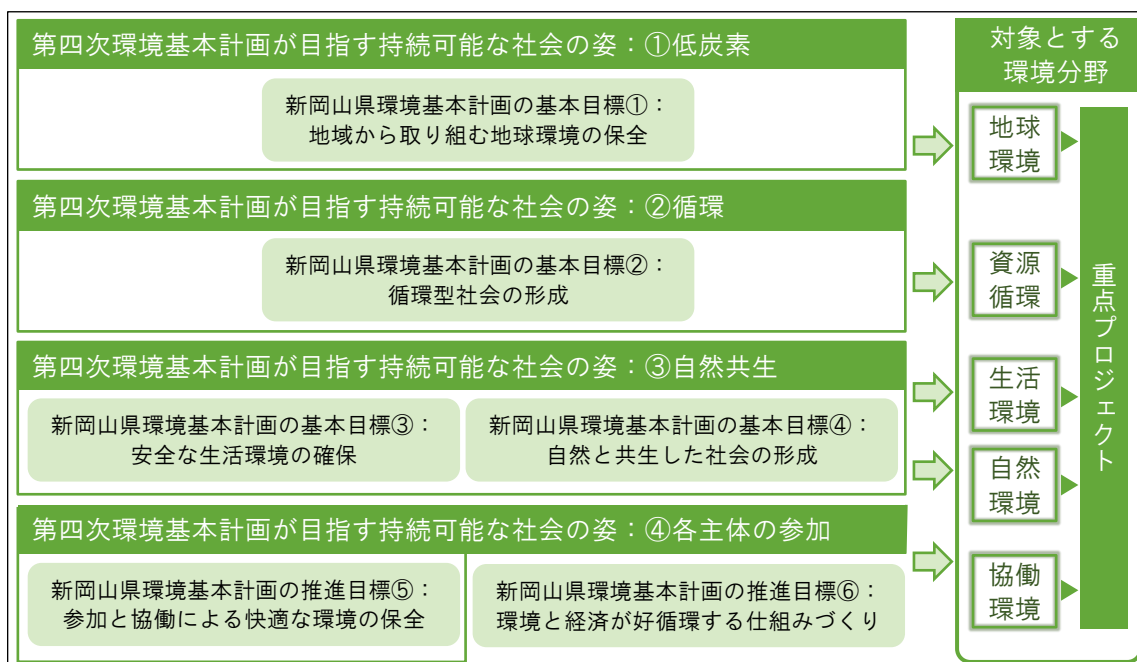 第四次環境基本計画が目指す持続可能な社会の姿：①低炭素
新岡山県環境基本計画の基本目標①：
地域から取り組む地球環境の保全
第四次環境基本計画が目指す持続可能な社会の姿：②循環
新岡山県環境基本計画の基本目標②：
循環型社会の形成
第四次環境基本計画が目指す持続可能な社会の姿：③自然共生
新岡山県環境基本計画の基本目標③：
安全な生活環境の確保
新岡山県環境基本計画の基本目標④：
自然と共生した社会の形成
第四次環境基本計画が目指す持続可能な社会の姿：④各主体の参加
新岡山県環境基本計画の推進目標⑤：
参加と協働による快適な環境の保全
新岡山県環境基本計画の推進目標⑥：
環境と経済が好循環する仕組みづくり
対象とする
環境分野
地球
環境
資源
循環
生活
環境
自然
環境
協働
環境
重点プロジェクト